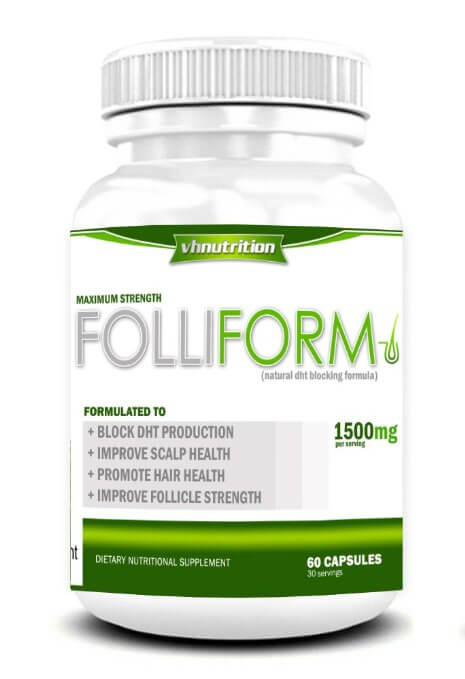 vhnutrition
MAXIMUM STRENGTH
FOLLIFORM
(natural dht blocking formula)
FORMULATED TO
+ BLOCK DHT PRODUCTION
+ IMPROVE SCALP HEALTH
+ PROMOTE HAIR HEALTH
+ IMPROVE FOLLICLE STRENGTH
1500mg
per serving
nt
DIETARY NUTRITIONAL SUPPLEMENT
60 CAPSULES
30 servings